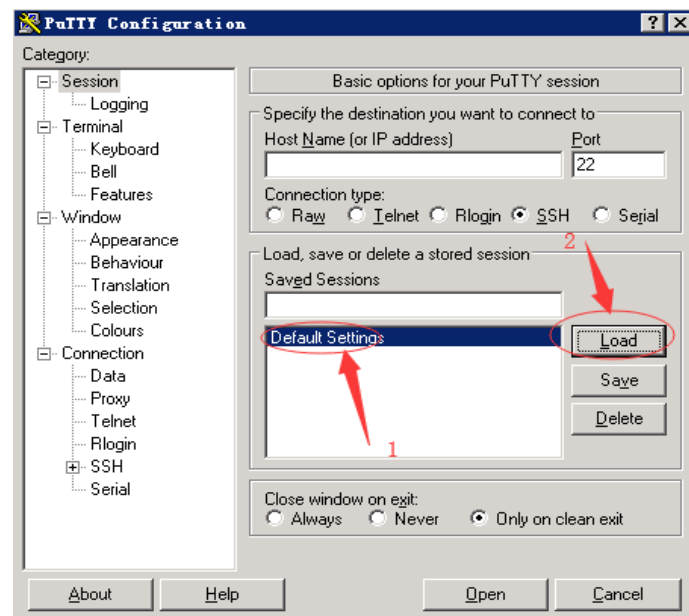 PuTTY Configuration
Category:
Session
Logging
Terminal
Keyboard
Bell
Features
Window
Appearance
Behaviour
Translation
Selection
Colours
Connection
Data
Proxy
Telnet
Rlogin
SSH
Serial
Basic options for your PuTTY session
Specify the destination you want to connect to
Host Name (or IP address) Port
22
Connection type:
Raw Telnet Rlogin SSH Serial
Load, save or delete a stored session
2
Saved Sessions
Default Settings
Load
Save
Delete
1
Close window on exit:
Always Never Only on clean exit
About Help Open Cancel